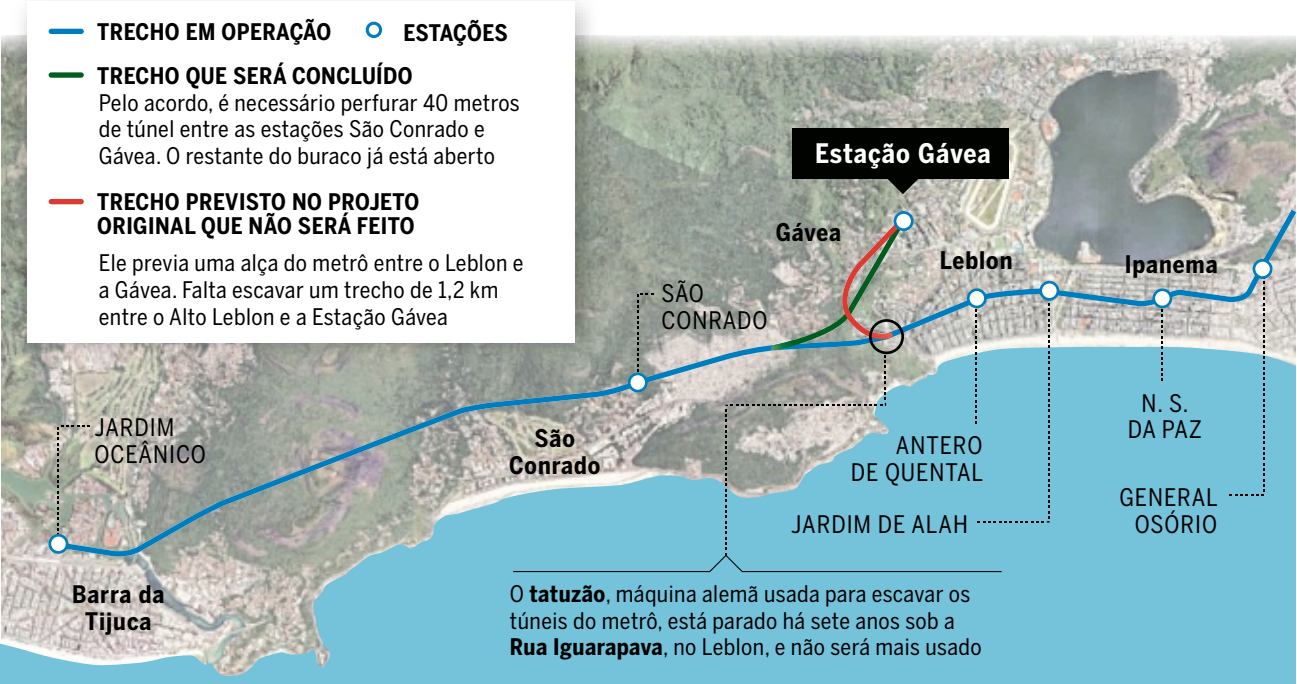 TRECHO EM OPERAÇÃO
ESTAÇÕES
TRECHO QUE SERÁ CONCLUÍDO
Pelo acordo, é necessário perfurar 40 metros
de túnel entre as estações São Conrado e
Gávea. O restante do buraco já está aberto
TRECHO PREVISTO NO PROJETO
ORIGINAL QUE NÃO SERÁ FEITO
Ele previa uma alça do metrô entre o Leblon e
a Gávea. Falta escavar um trecho de 1,2 km
entre o Alto Leblon e a Estação Gávea
Estação Gávea
Gávea
Leblon
Ipanema
SÃO
CONRADO
JARDIM
OCEÂNICO
São
Conrado
N. S.
DA PAZ
ANTERO
DE QUENTAL
GENERAL
OSÓRIO
JARDIM DE ALAH
Barra da
Tijuca
O tatuzão, máquina alemã usada para escavar os
túneis do metrô, está parado há sete anos sob a
Rua Iguarapava, no Leblon, e não será mais usado